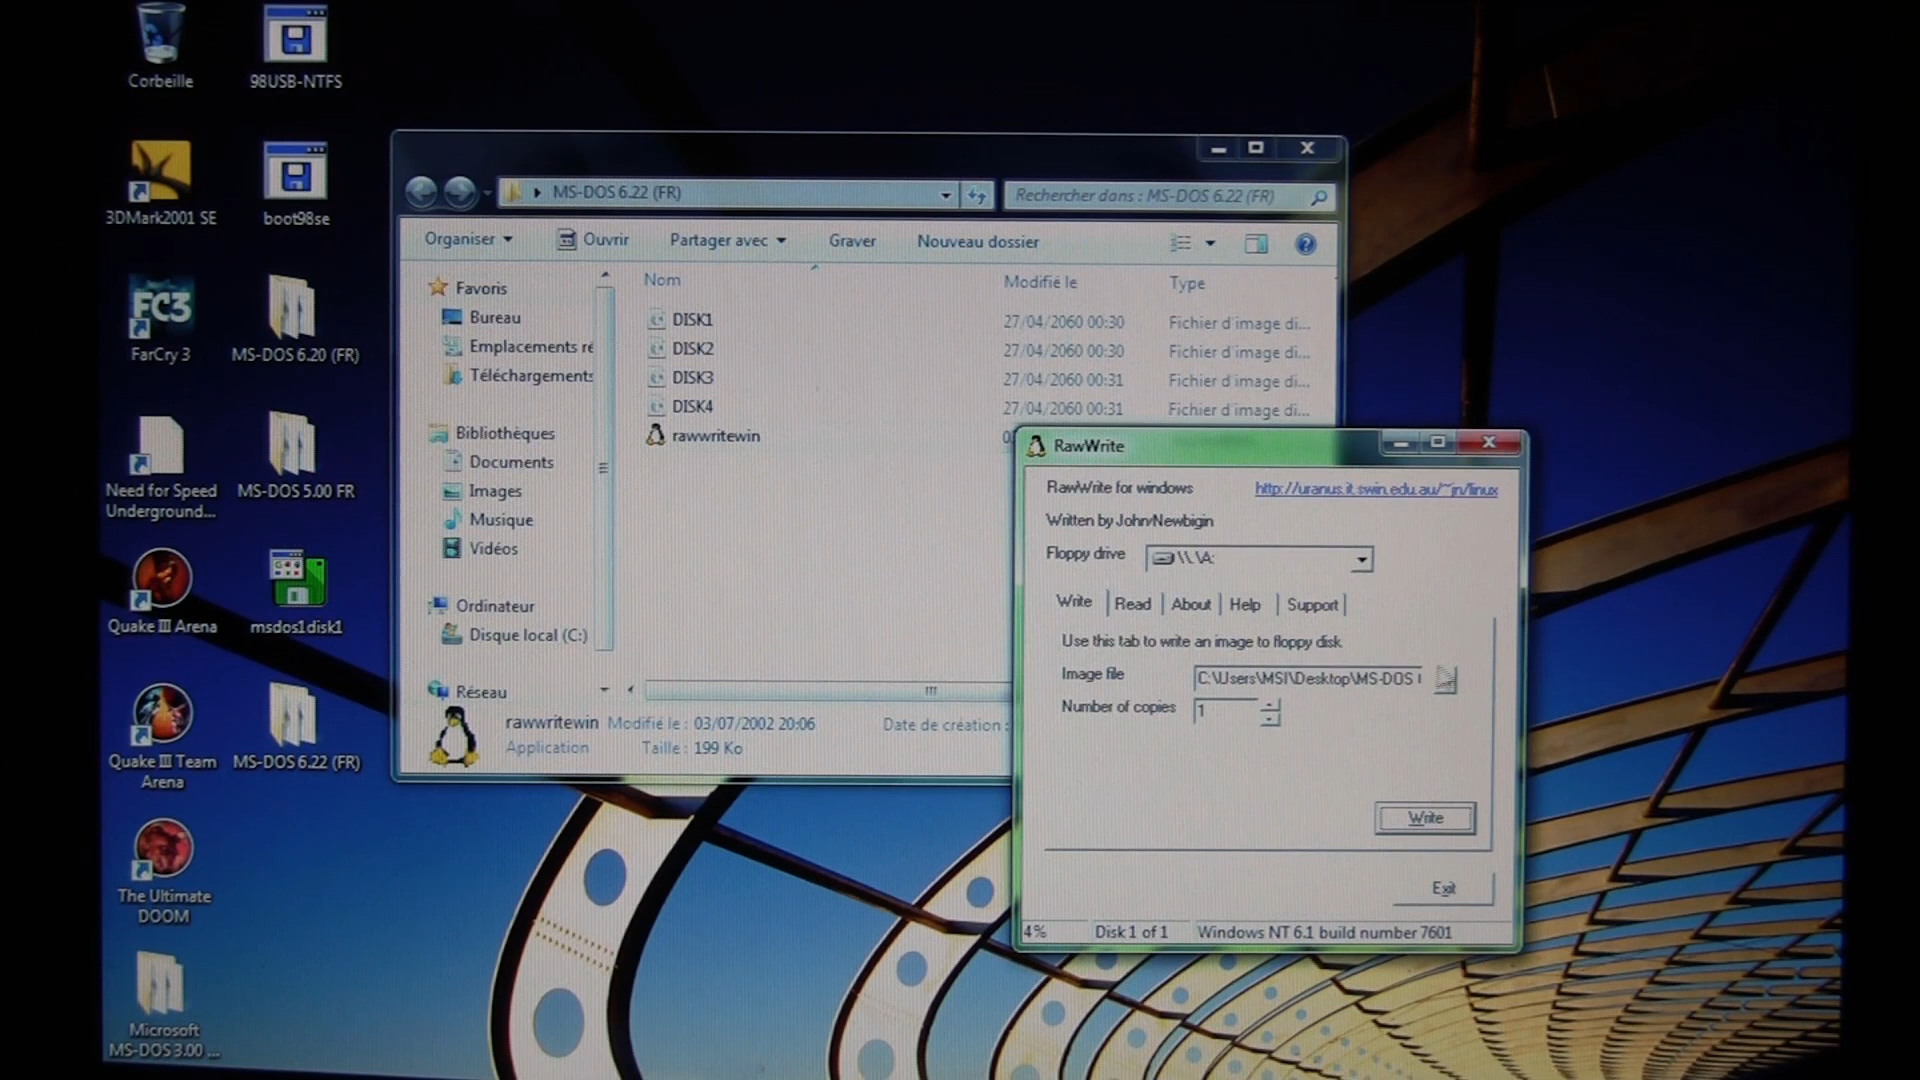 Corbeille
98USB-NTFS
3DMark2001 SE
boot98se
FC3
FarCry 3
MS-DOS 6.20 (FR)
Need for Speed
Underground...
MS-DOS 5.00 FR
Quake III Arena
msdos1disk1
Quake III Team
Arena
MS-DOS 6.22 (FR)
The Ultimate
DOOM
Microsoft
MS-DOS 3.00 ...
MS-DOS 6.22 (FR)
Rechercher dans : MS-DOS 6.22 (FR)
Organiser
Ouvrir
Partager avec
Graver
Nouveau dossier
Favoris
Bureau
Emplacements ré
Téléchargements
Bibliothèques
Documents
Images
Musique
Vidéos
Ordinateur
Disque local (C:)
Réseau
Nom
Modifié le
Type
DISK1 27/04/2060 00:30 Fichier d'image di...
DISK2 27/04/2060 00:30 Fichier d'image di...
DISK3 27/04/2060 00:31 Fichier d'image di...
DISK4 27/04/2060 00:31 Fichier d'image di...
rawwritewin
rawwritewin Modifié le : 03/07/2002 20:06 Date de création :
Application Taille : 199 Ko
RawWrite
RawWrite for windows
http://uranus.it.swin.edu.au/~jn/linux
Written by John Newbigin
Floppy drive \\.\A:
Write Read About Help Support
Use this tab to write an image to floppy disk.
Image file C:\Users\MSI\Desktop\MS-DOS
Number of copies 1
Write
Exit
4% Disk 1 of 1 Windows NT 6.1 build number 7601